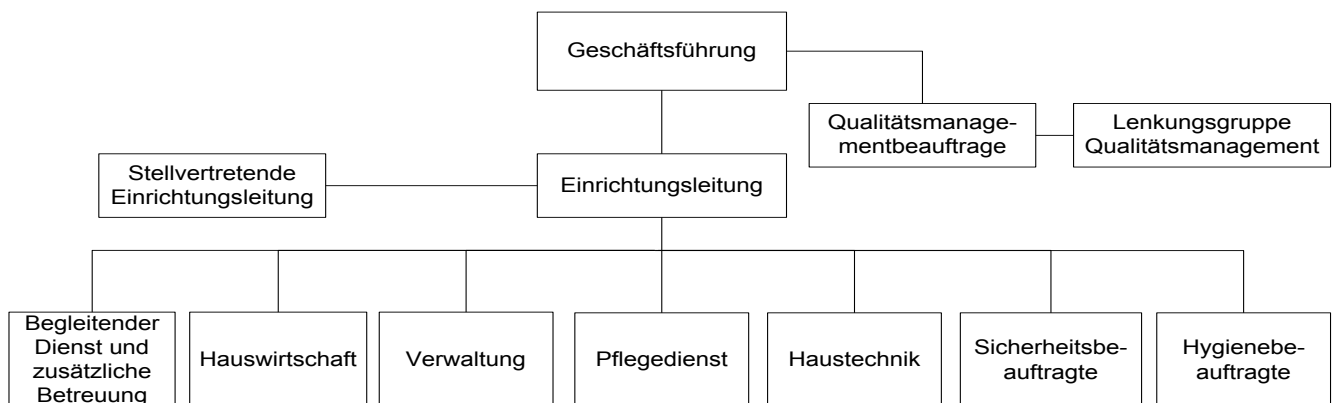 Geschäftsführung
Qualitätsmanage-
mentbeauftrage
Lenkungsgruppe
Qualitätsmanagement
Stellvertretende
Einrichtungsleitung
Einrichtungsleitung
Begleitender
Dienst und
zusätzliche
Betreuung
Hauswirtschaft
Verwaltung
Pflegedienst
Haustechnik
Sicherheitsbe-
auftragte
Hygienebe-
auftragte